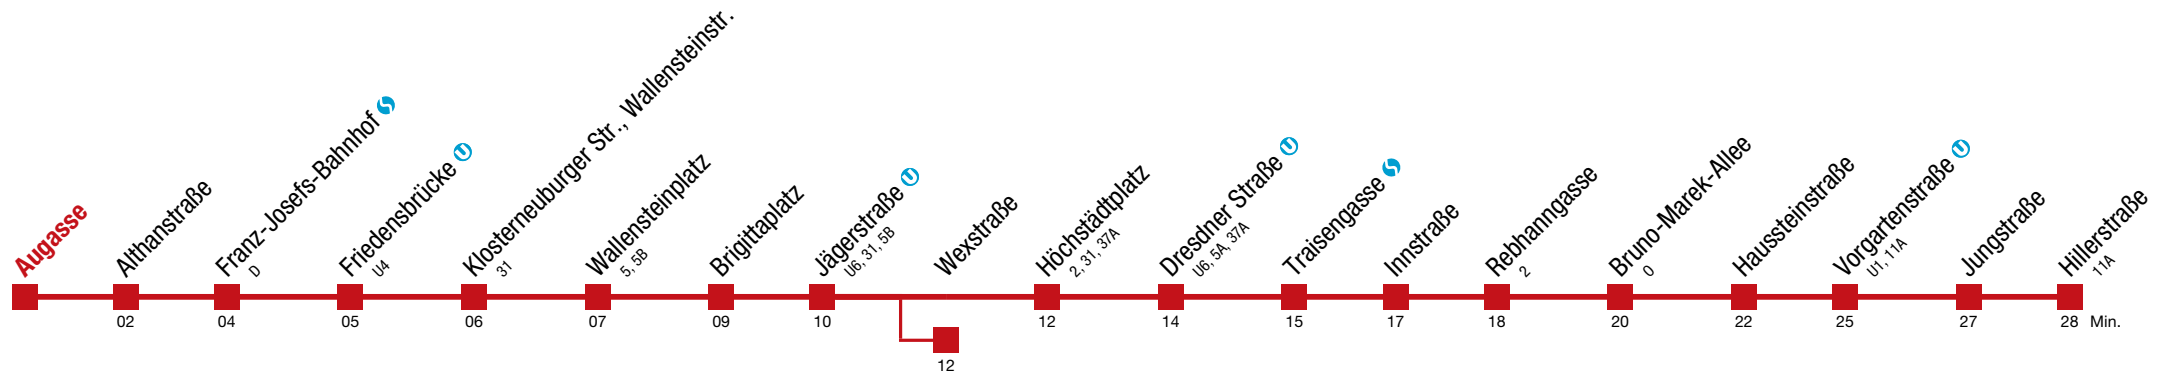 Augasse
Althanstraße
Franz-Josefs-Bahnhof
D
Friedensbrücke
U4
Klosterneuburger Str., Wallensteinstr.
31
Wallensteinplatz
5, 5B
Brigittaplatz
Jägerstraße
U6, 31, 5B
Wexstraße
Höchstädtplatz
2, 31, 37A
Dresdner Straße
U6, 5A, 37A
Traisengasse
Innstraße
Rebhanngasse
2
Bruno-Marek-Allee
O
Haussteinstraße
Vorgartenstraße
U1, 11A
Jungstraße
Hillerstraße
11A
02 04 05 06 07 09 10 12 14 15 17 18 20 22 25 27 28 Min.
12